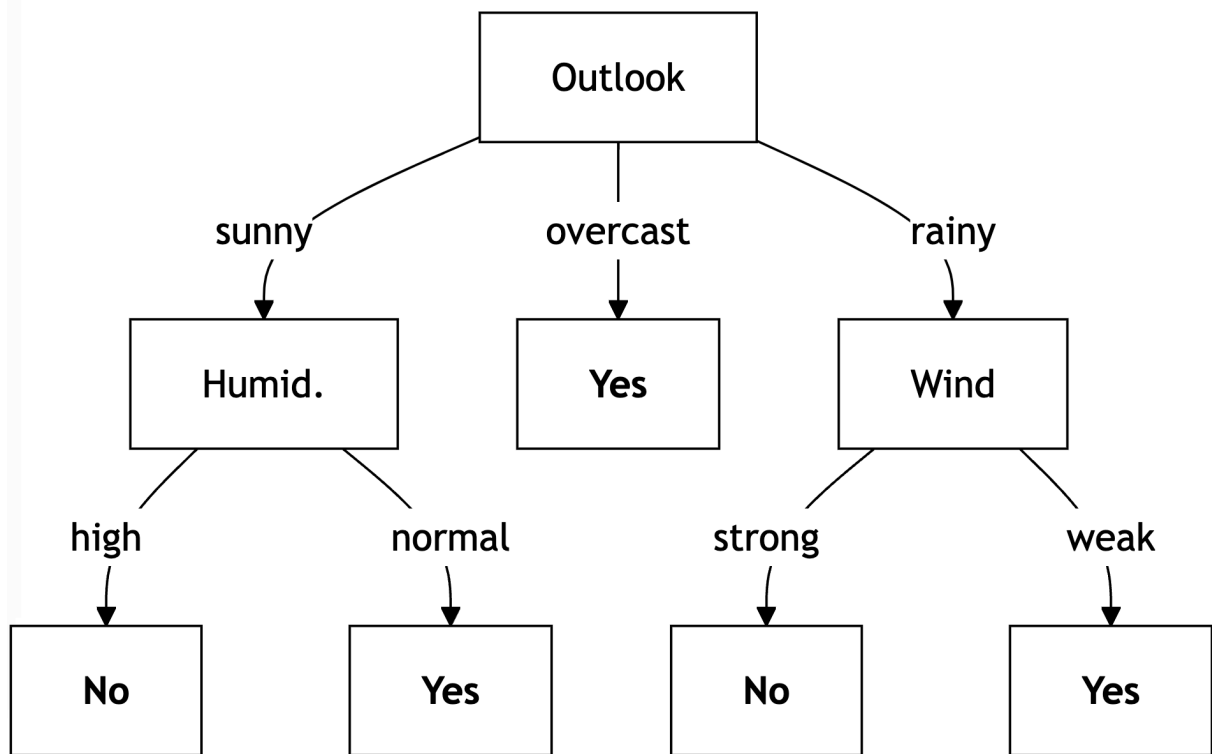 Outlook
sunny
overcast
rainy
Humid.
Yes
Wind
high
normal
strong
weak
No
Yes
No
Yes